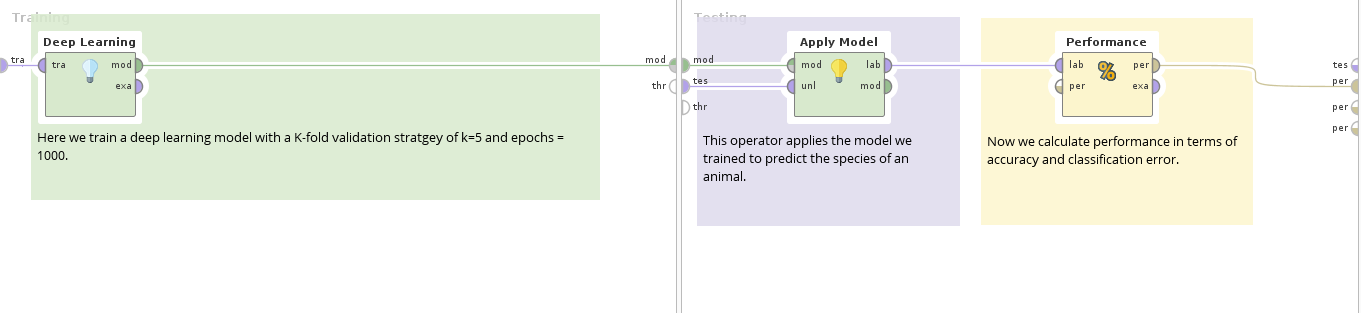 Training
Testing
Deep Learning
tra
tra
mod
exa
mod
thr
Here we train a deep learning model with a K-fold validation stratgey of k=5 and epochs =
1000.
mod
tes
thr
Apply Model
mod
lab
unl
mod
This operator applies the model we
trained to predict the species of an
animal.
Performance
lab
per
per
exa
Now we calculate performance in terms of
accuracy and classification error.
tes
per
per
per